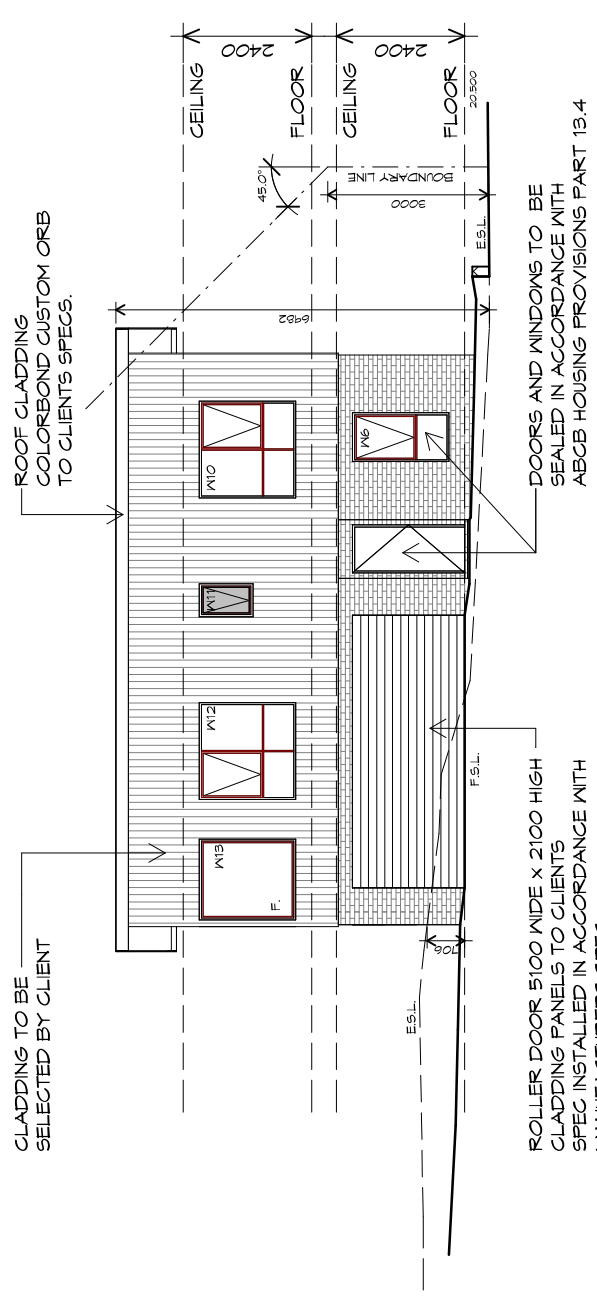 CLADDING TO BE
SELECTED BY CLIENT
ROOF CLADDING
COLORBOND CUSTOM ORB
TO CLIENTS SPECS.
2400
CEILING
FLOOR
2400
CEILING
FLOOR
20.500
45.0°
BOUNDARY LINE
3000
6982
E.S.L.
W13
F.
W12
W11
W10
W6
706
E.S.L.
F.S.L.
ROLLER DOOR 5100 WIDE x 2100 HIGH
CLADDING PANELS TO CLIENTS
SPEC INSTALLED IN ACCORDANCE WITH
DOORS AND WINDOWS TO BE
SEALED IN ACCORDANCE WITH
ABCB HOUSING PROVISIONS PART 13.4